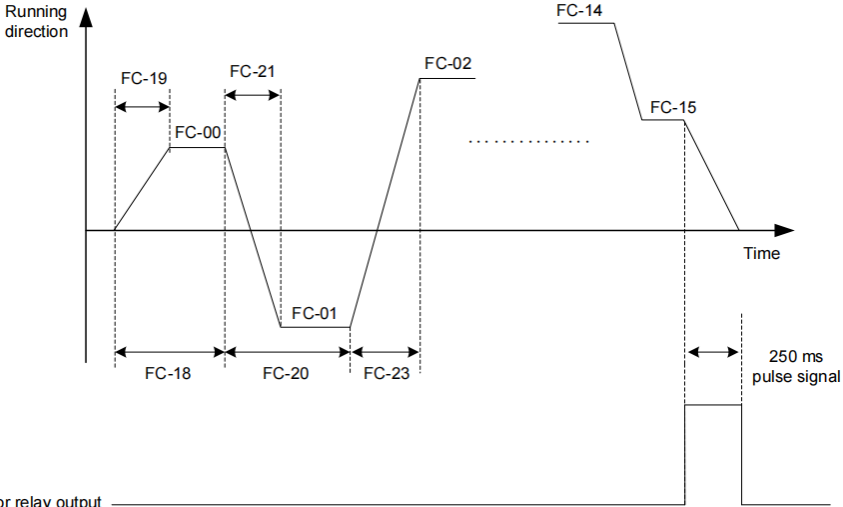 Running
direction
FC-14
FC-02
FC-21
FC-19
FC-15
FC-00
Time
FC-01
250 ms
pulse signal
FC-18
FC-20
FC-23
or relay output